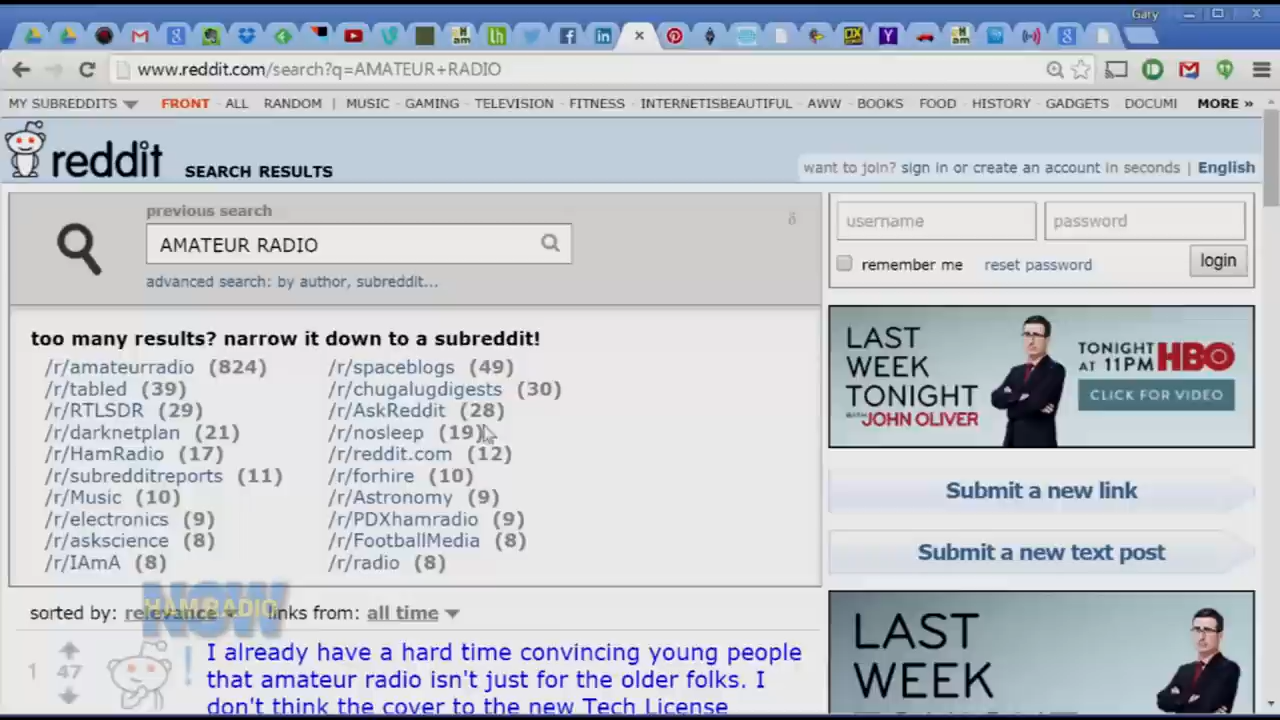 Gary
www.reddit.com/search?q=AMATEUR+RADIO
MY SUBREDDITS FRONT - ALL - RANDOM | MUSIC - GAMING - TELEVISION - FITNESS - INTERNETISBEAUTIFUL - AWW - BOOKS - FOOD - HISTORY - GADGETS - DOCUMI MORE »
reddit SEARCH RESULTS
want to join? sign in or create an account in seconds | English
previous search
AMATEUR RADIO
advanced search: by author, subreddit...
username password
remember me reset password login
too many results? narrow it down to a subreddit!
/r/amateurradio (824)
/r/tabled (39)
/r/RTLSDR (29)
/r/darknetplan (21)
/r/HamRadio (17)
/r/subredditreports (11)
/r/Music (10)
/r/electronics (9)
/r/askscience (8)
/r/IAmA (8)
/r/spaceblogs (49)
/r/chugalugdigests (30)
/r/AskReddit (28)
/r/nosleep (19)
/r/reddit.com (12)
/r/forhire (10)
/r/Astronomy (9)
/r/PDXhamradio (9)
/r/FootballMedia (8)
/r/radio (8)
LAST
WEEK
TONIGHT
WITH JOHN OLIVER
TONIGHT
AT 11PM HBO
CLICK FOR VIDEO
Submit a new link
Submit a new text post
LAST
WEEK
sorted by: relevance links from: all time
HAM RADIO
NOW
1 47
I already have a hard time convincing young people
that amateur radio isn't just for the older folks. I
don't think the cover to the new Tech License